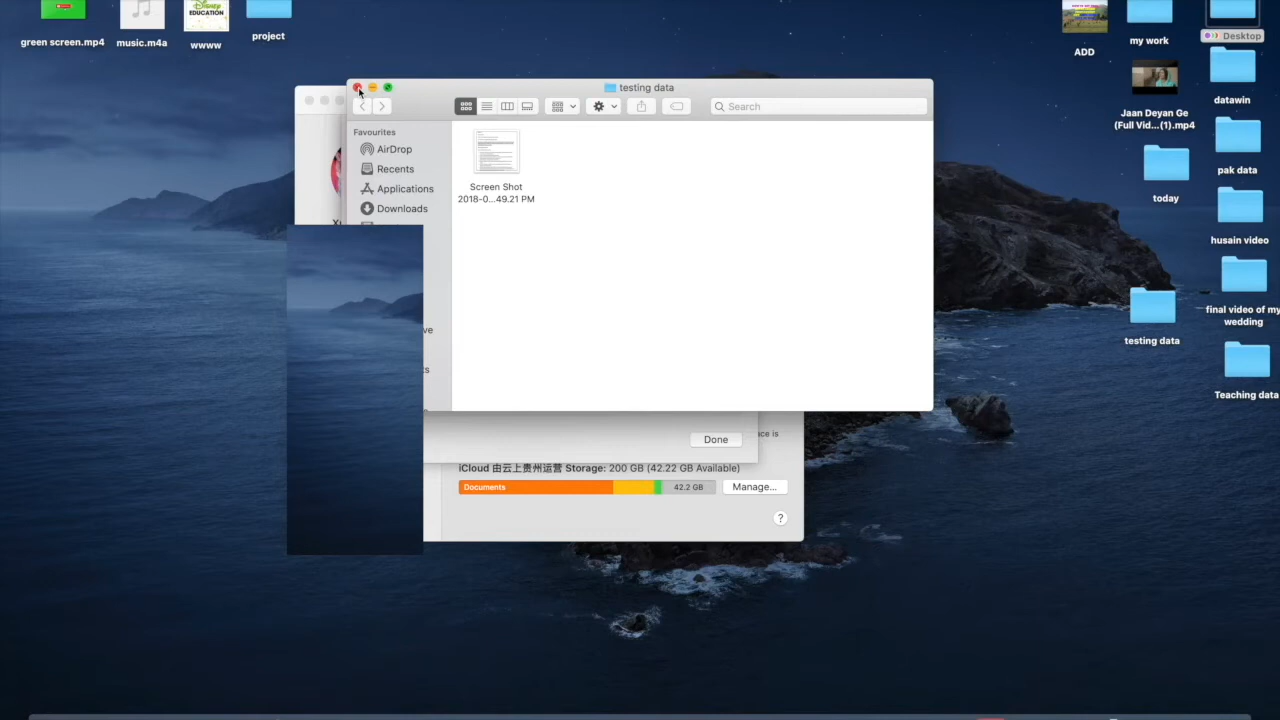 green screen.mp4
music.m4a
DISNEY
EDUCATION
wwww
project
ADD
my work
Desktop
Jaan Deyan Ge
(Full Vid...(1).mp4
datawin
pak data
today
husain video
final video of my
wedding
testing data
Teaching data
testing data
Search
Favourites
AirDrop
Recents
Applications
Downloads
Screen Shot
2018-0...49.21 PM
Done
iCloud 由云上贵州运营 Storage: 200 GB (42.22 GB Available)
Documents
42.2 GB
Manage...
?